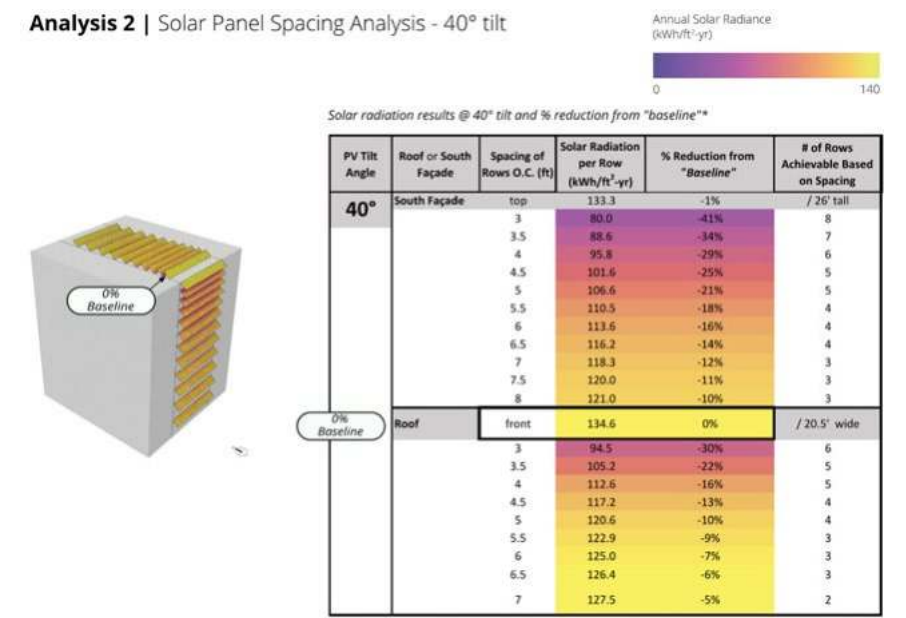 Analysis 2 | Solar Panel Spacing Analysis - 40° tilt
Annual Solar Radiance
(kWh/ft²-yr)
0 140
Solar radiation results @ 40° tilt and % reduction from "baseline"*
PV Tilt Angle | Roof or South Façade | Spacing of Rows O.C. (ft) | Solar Radiation per Row (kWh/ft²-yr) | % Reduction from "Baseline" | # of Rows Achievable Based on Spacing
40° South Façade top 133.3 -1% / 26' tall
3 80.0 -41% 8
3.5 88.6 -34% 7
4 95.8 -29% 6
4.5 101.6 -25% 5
5 106.6 -21% 5
5.5 110.5 -18% 4
6 113.6 -16% 4
6.5 116.2 -14% 4
7 118.3 -12% 3
7.5 120.0 -11% 3
8 121.0 -10% 3
0% Baseline
Roof front 134.6 0% / 20.5' wide
3 94.5 -30% 6
3.5 105.2 -22% 5
4 112.6 -16% 5
4.5 117.2 -13% 4
5 120.6 -10% 4
5.5 122.9 -9% 3
6 125.0 -7% 3
6.5 126.4 -6% 3
7 127.5 -5% 2
0%
Baseline